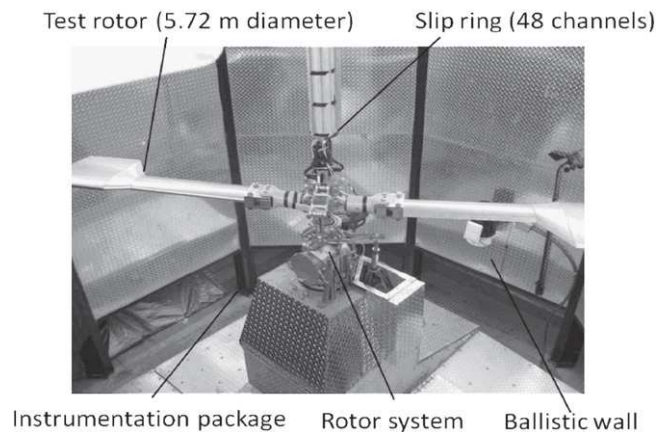 Test rotor (5.72 m diameter)
Slip ring (48 channels)
Instrumentation package
Rotor system
Ballistic wall